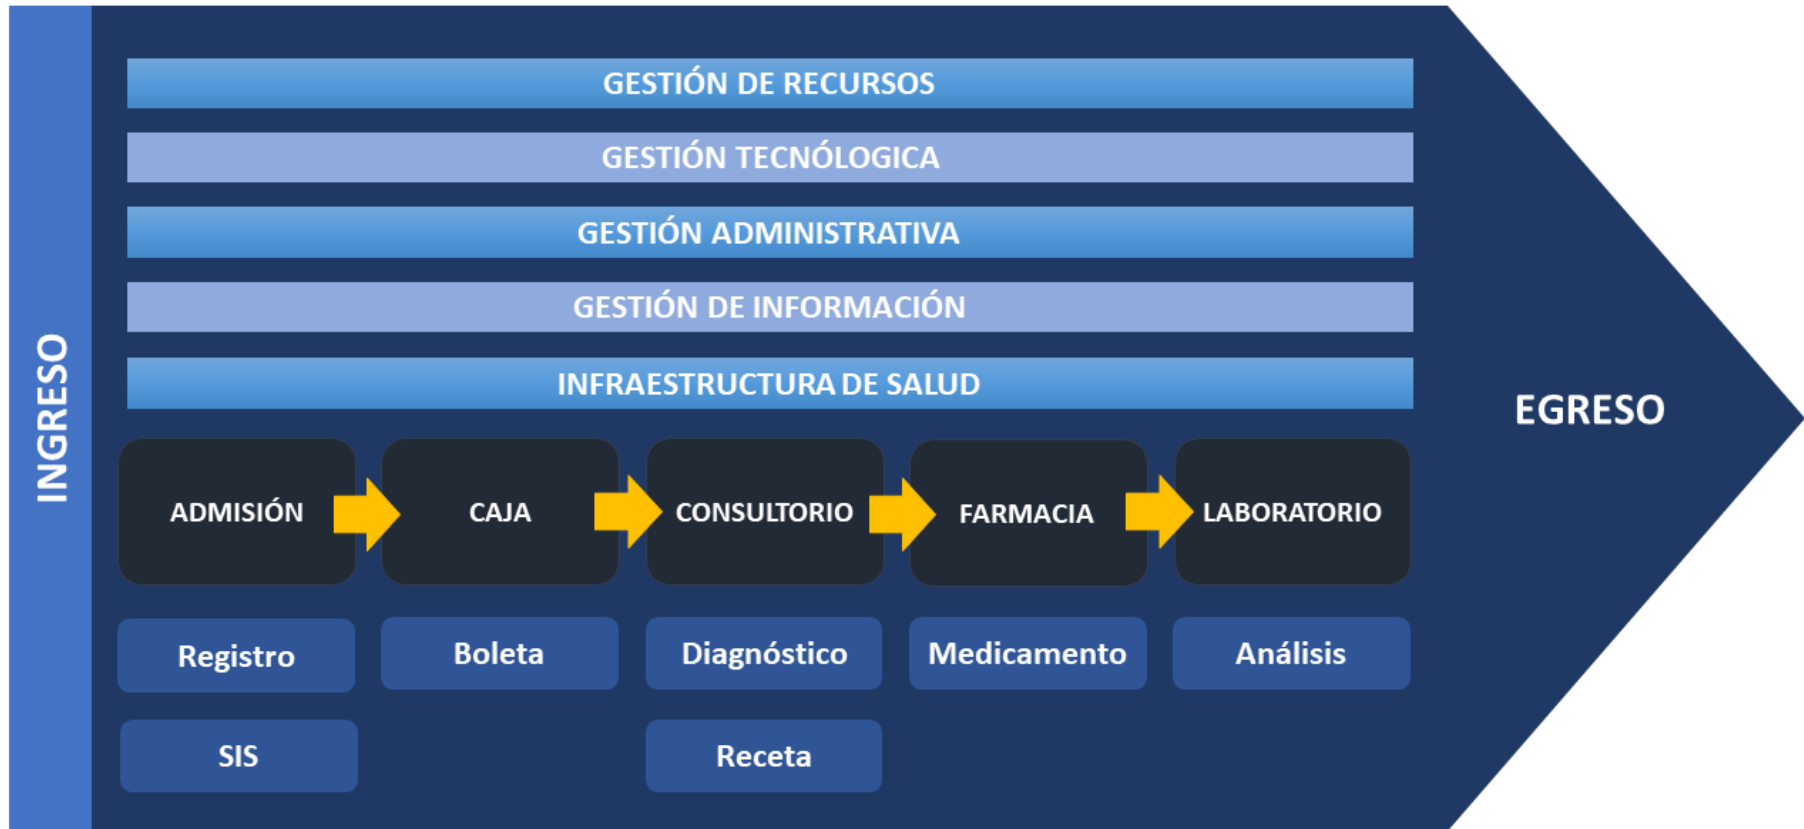 INGRESO
GESTIÓN DE RECURSOS
GESTIÓN TECNÓLOGICA
GESTIÓN ADMINISTRATIVA
GESTIÓN DE INFORMACIÓN
INFRAESTRUCTURA DE SALUD
ADMISIÓN
CAJA
CONSULTORIO
FARMACIA
LABORATORIO
Registro
Boleta
Diagnóstico
Medicamento
Análisis
SIS
Receta
EGRESO